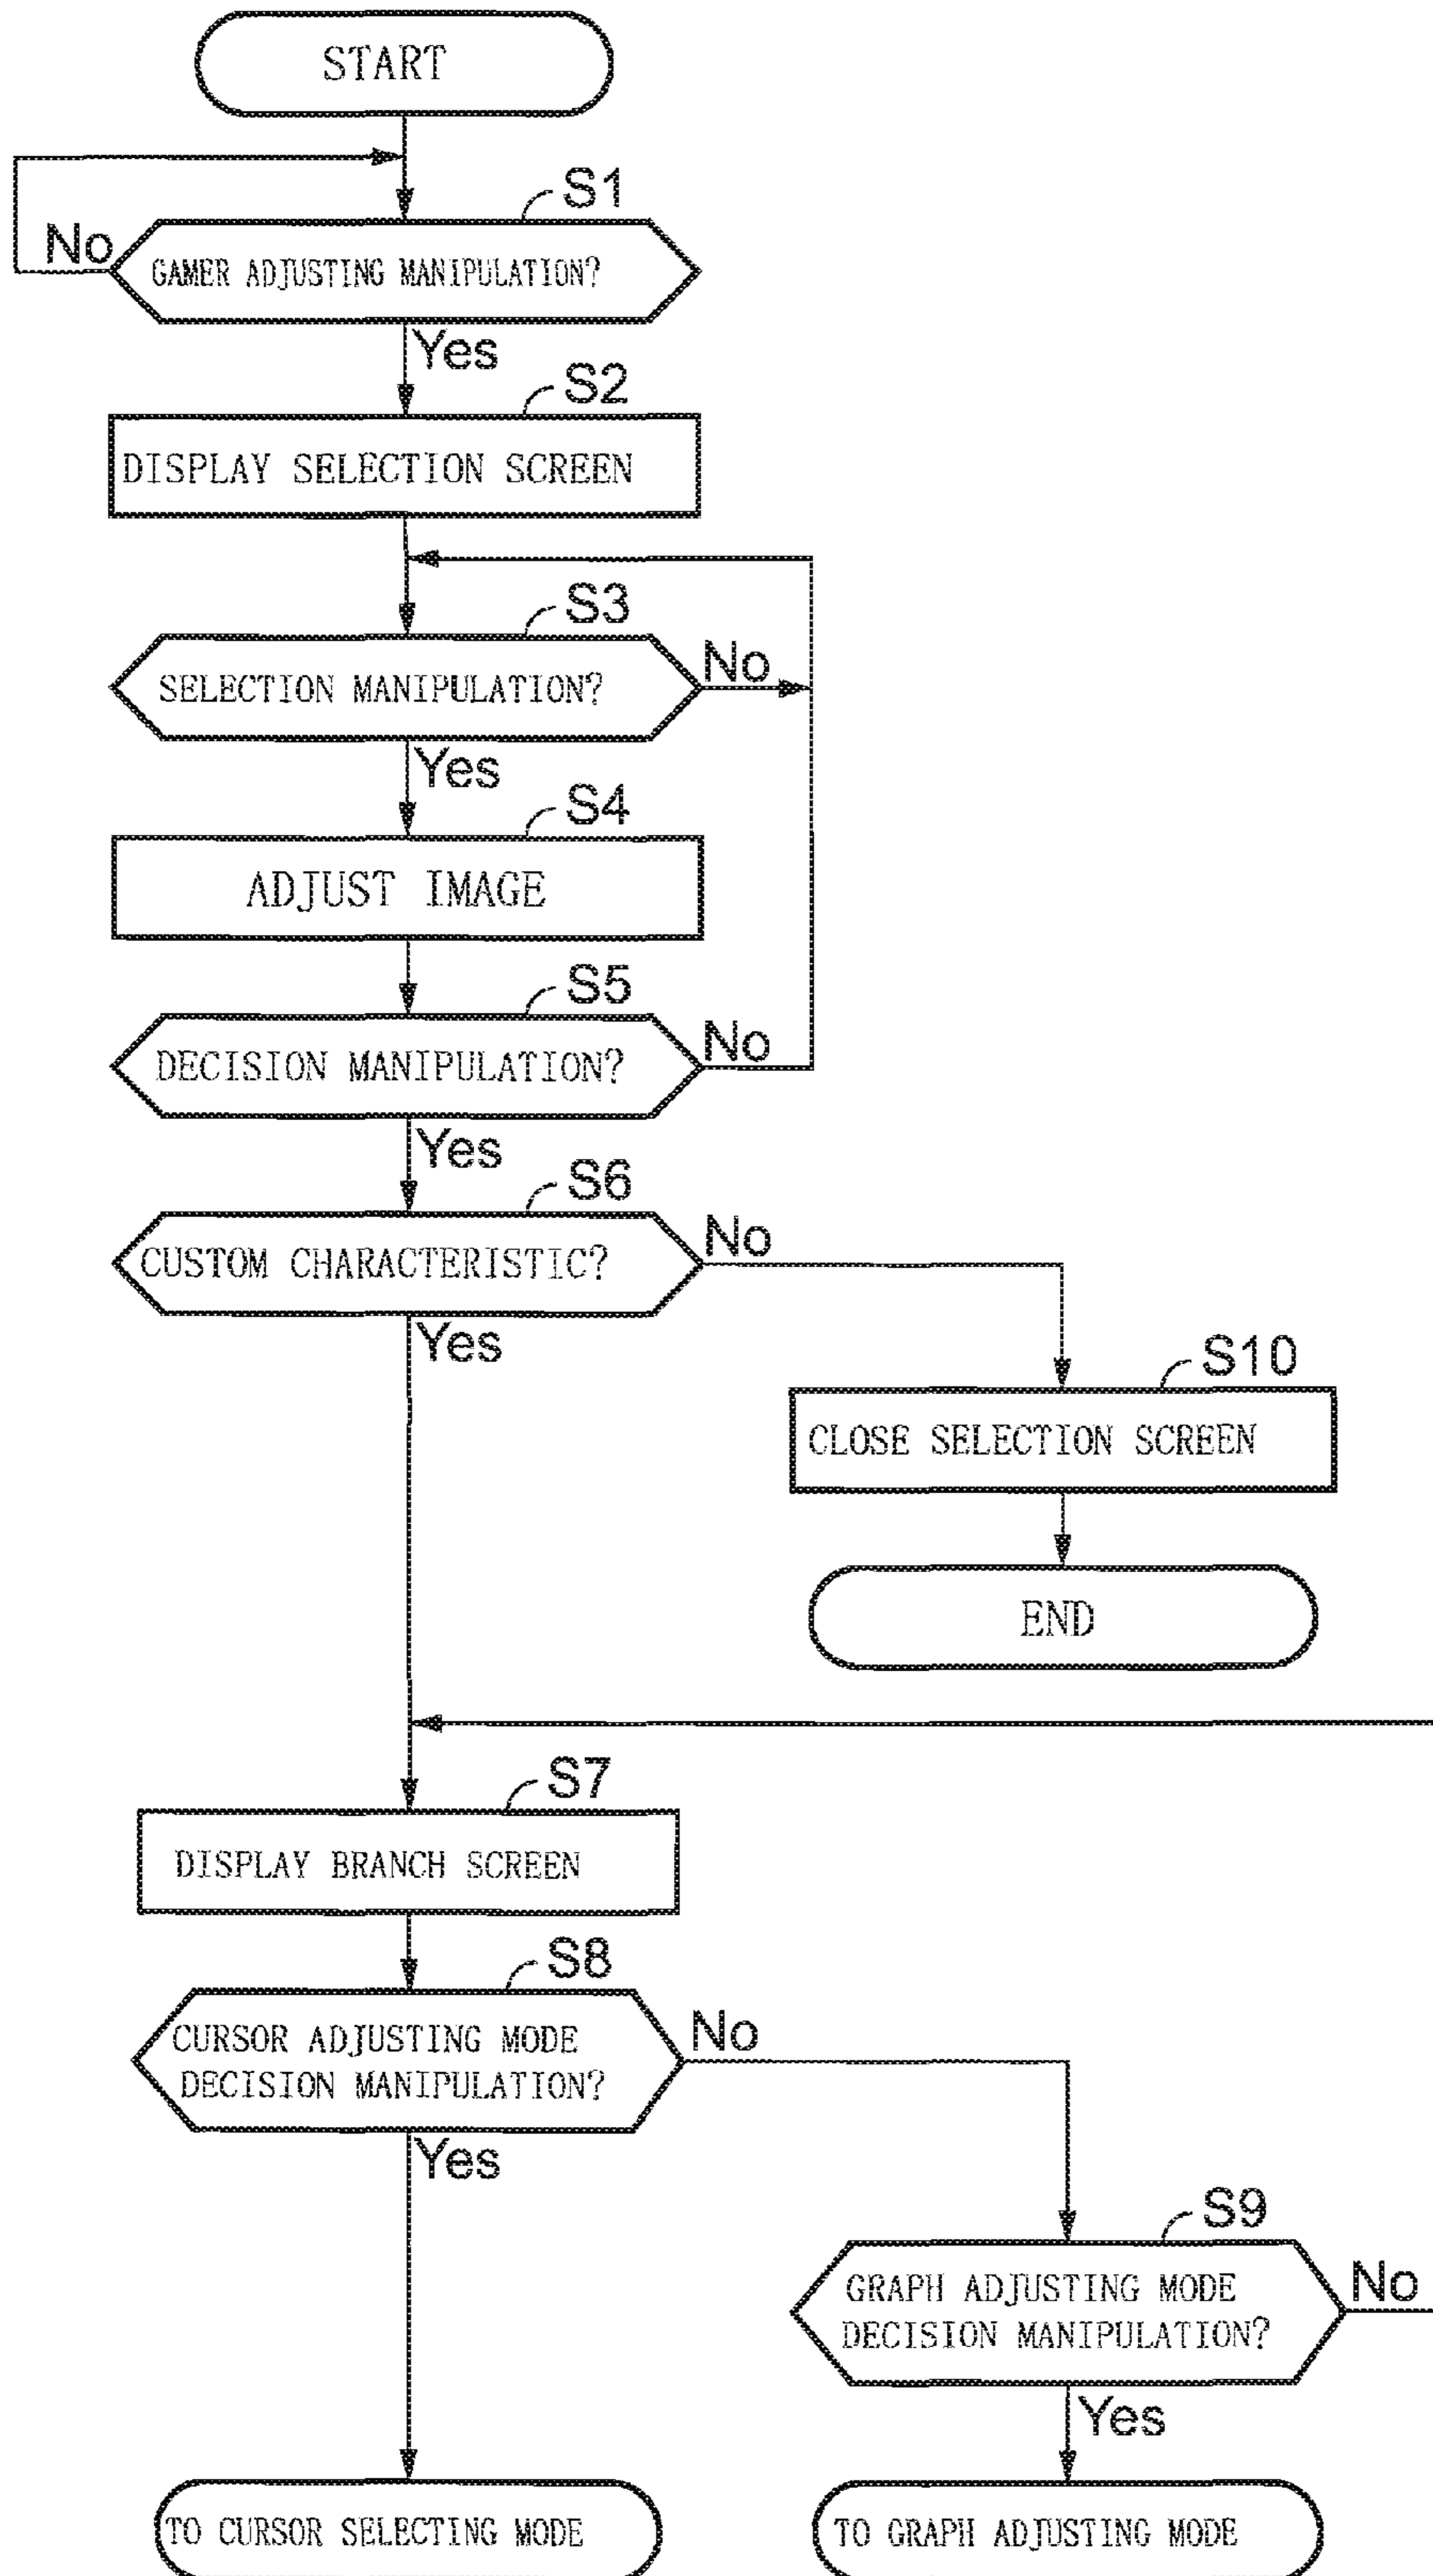 START
S1
No
GAMER ADJUSTING MANIPULATION?
Yes
S2
DISPLAY SELECTION SCREEN
S3
SELECTION MANIPULATION?
No
Yes
S4
ADJUST IMAGE
S5
DECISION MANIPULATION?
No
Yes
S6
CUSTOM CHARACTERISTIC?
No
Yes
S10
CLOSE SELECTION SCREEN
END
S7
DISPLAY BRANCH SCREEN
S8
CURSOR ADJUSTING MODE
DECISION MANIPULATION?
No
Yes
S9
GRAPH ADJUSTING MODE
DECISION MANIPULATION?
No
Yes
TO CURSOR SELECTING MODE
TO GRAPH ADJUSTING MODE